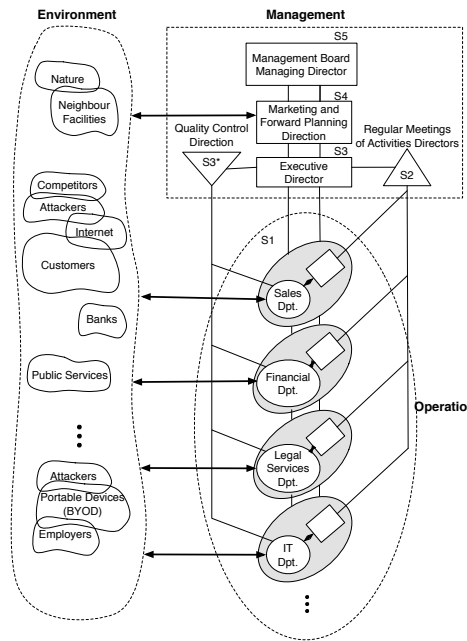 Environment
Management
S5
Management Board
Managing Director
S4
Marketing and
Forward Planning
Direction
Quality Control
Direction
S3*
S3
Executive
Director
Regular Meetings
of Activities Directors
S2
Nature
Neighbour
Facilities
Competitors
Attackers
Internet
Customers
Banks
Public Services
Attackers
Portable Devices
(BYOD)
Employers
S1
Sales
Dpt.
Financial
Dpt.
Legal
Services
Dpt.
IT
Dpt.
Operatio